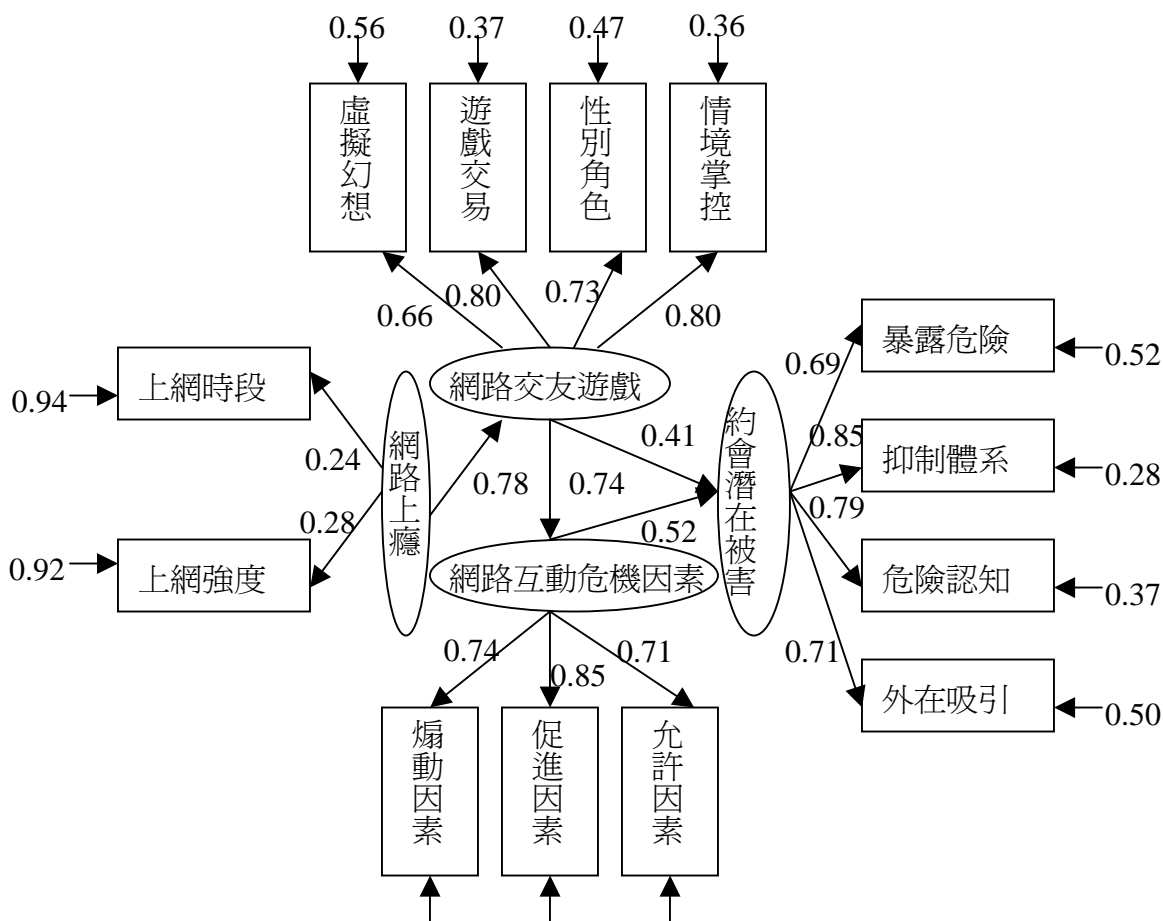 0.56
0.37
0.47
0.36
虛擬幻想
遊戲交易
性別角色
情境掌控
0.66
0.80
0.73
0.80
暴露危險
0.52
0.69
上網時段
0.94
網路交友遊戲
網路上癮
約會潛在被害
0.24
0.78
0.41
0.74
0.85
抑制體系
0.28
0.28
0.52
0.79
上網強度
0.92
網路互動危機因素
危險認知
0.37
0.74
0.85
0.71
0.71
外在吸引
0.50
煽動因素
促進因素
允許因素